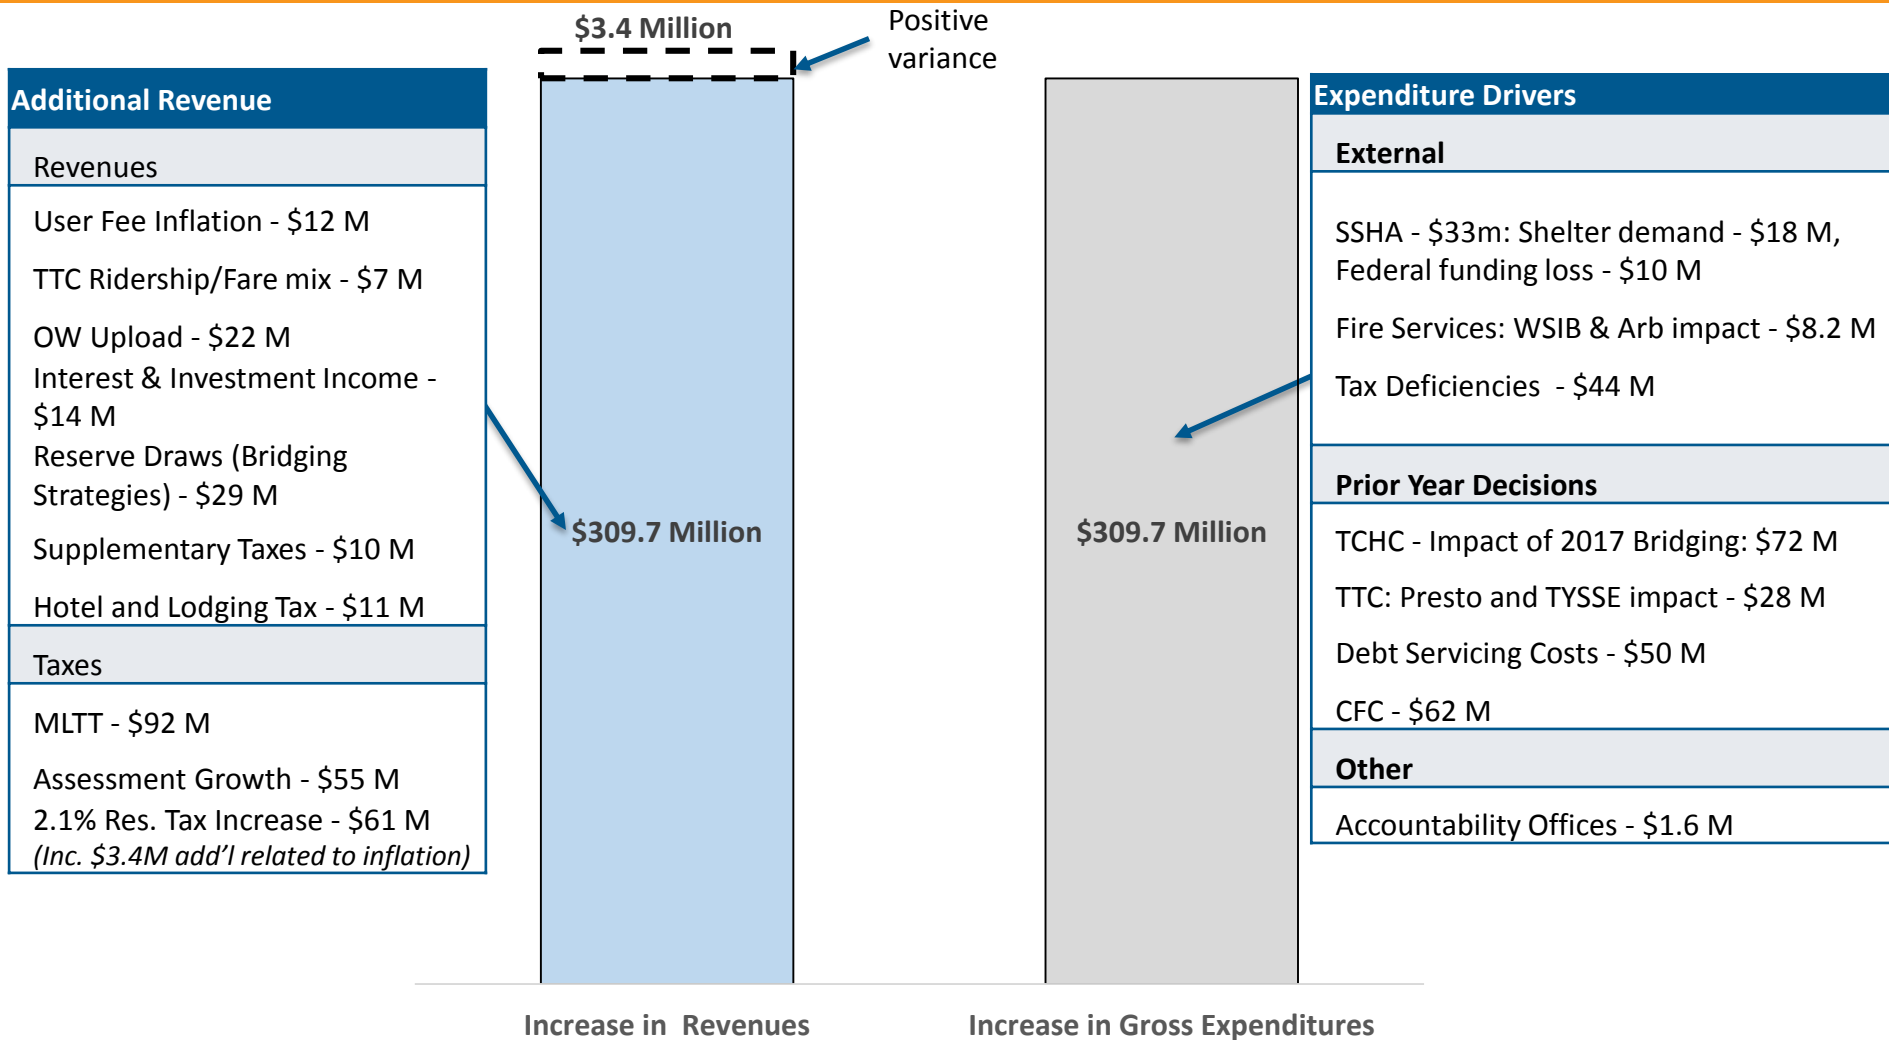 $3.4 Million
Positive
variance
Additional Revenue
Revenues
User Fee Inflation - $12 M
TTC Ridership/Fare mix - $7 M
OW Upload - $22 M
Interest & Investment Income -
$14 M
Reserve Draws (Bridging
Strategies) - $29 M
Supplementary Taxes - $10 M
Hotel and Lodging Tax - $11 M
Taxes
MLTT - $92 M
Assessment Growth - $55 M
2.1% Res. Tax Increase - $61 M
(Inc. $3.4M add’l related to inflation)
$309.7 Million
$309.7 Million
Expenditure Drivers
External
SSHA - $33m: Shelter demand - $18 M,
Federal funding loss - $10 M
Fire Services: WSIB & Arb impact - $8.2 M
Tax Deficiencies  - $44 M
Prior Year Decisions
TCHC - Impact of 2017 Bridging: $72 M
TTC: Presto and TYSSE impact - $28 M
Debt Servicing Costs - $50 M
CFC - $62 M
Other
Accountability Offices - $1.6 M
Increase in  Revenues
Increase in Gross Expenditures